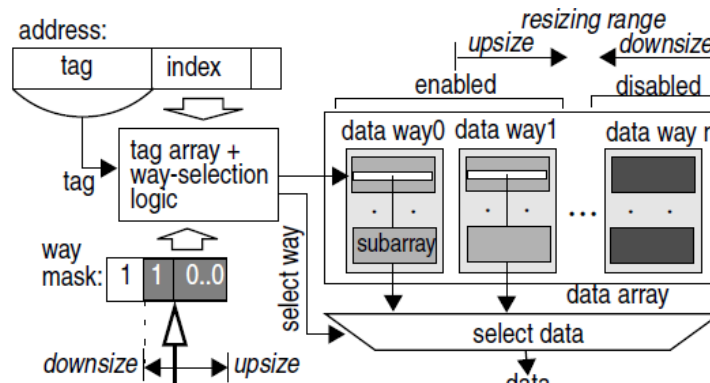 address:
tag
index
resizing range
upsize
downsize
enabled
disabled
data way0
data way1
data way n
tag array +
way-selection
logic
tag
subarray
. .
. .
. .
...
way
mask:
1
1
0..0
select way
data array
select data
downsize
upsize
data